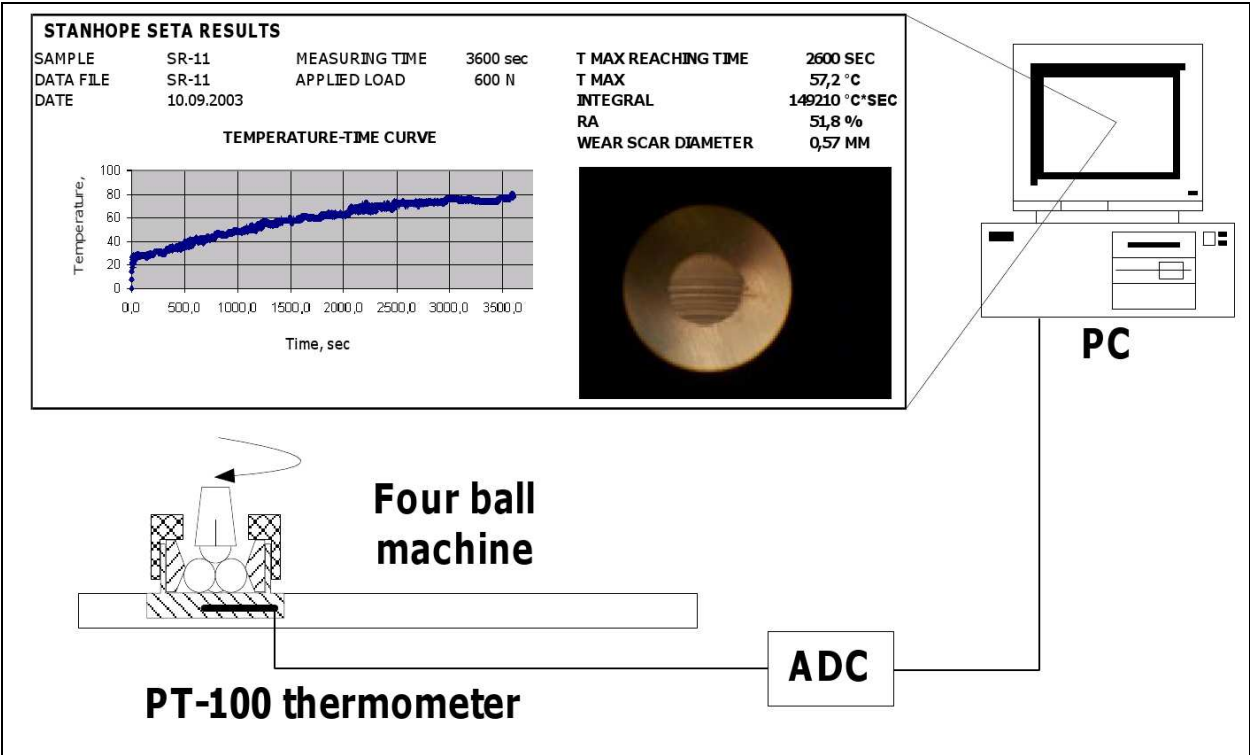 STANHOPE SETA RESULTS
SAMPLE SR-11 MEASURING TIME 3600 sec
DATA FILE SR-11 APPLIED LOAD 600 N
DATE 10.09.2003
T MAX REACHING TIME 2600 SEC
T MAX 57,2 °C
INTEGRAL 149210 °C*SEC
RA 51,8 %
WEAR SCAR DIAMETER 0,57 MM
TEMPERATURE-TIME CURVE
Temperature,
100
80
60
40
20
0
0,0 500,0 1000,0 1500,0 2000,0 2500,0 3000,0 3500,0
Time, sec
PC
Four ball
machine
ADC
PT-100 thermometer